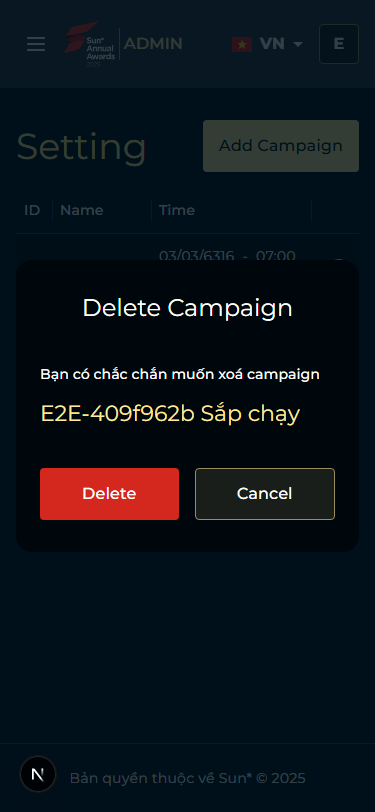 Sun*
Annual
Awards
2025
ADMIN
VN
E
Setting
Add Campaign
ID
Name
Time
03/03/6316 - 07:00
Delete Campaign
Bạn có chắc chắn muốn xoá campaign
E2E-409f962b Sắp chạy
Delete
Cancel
N
Bản quyền thuộc về Sun* © 2025